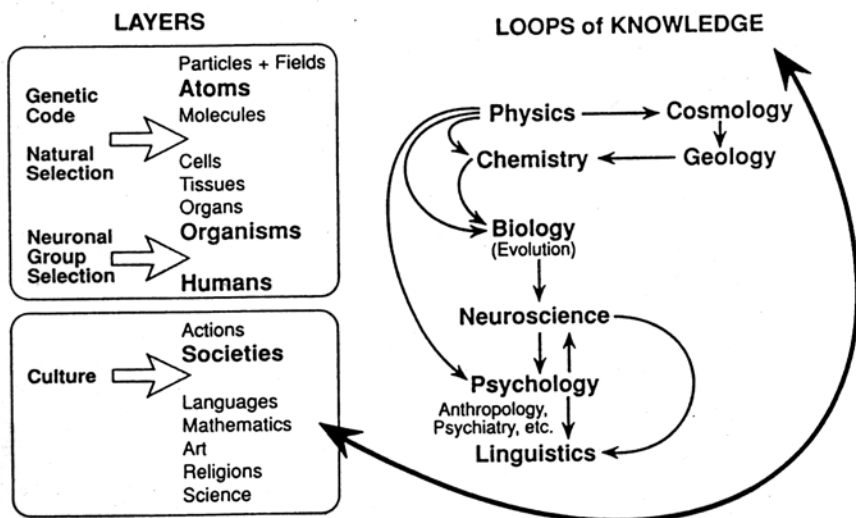 LAYERS
Genetic
Code
Natural
Selection
Neuronal
Group
Selection
Particles + Fields
Atoms
Molecules
Cells
Tissues
Organs
Organisms
Humans
Culture
Actions
Societies
Languages
Mathematics
Art
Religions
Science
LOOPS of KNOWLEDGE
Physics
Cosmology
Chemistry
Geology
Biology
(Evolution)
Neuroscience
Psychology
Anthropology,
Psychiatry, etc.
Linguistics